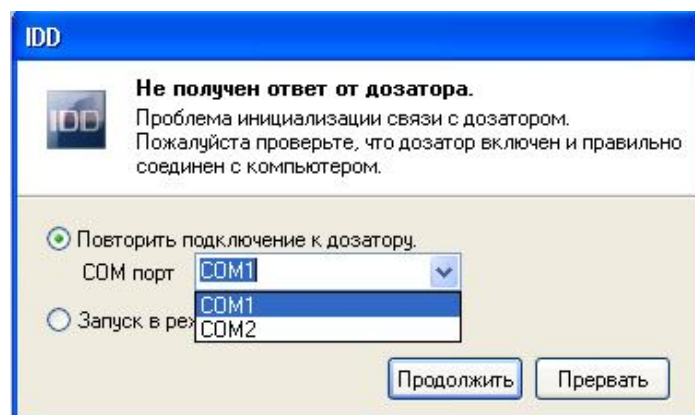 IDD
IDD
Не получен ответ от дозатора.
Проблема инициализации связи с дозатором.
Пожалуйста проверьте, что дозатор включен и правильно
соединен с компьютером.
Повторить подключение к дозатору.
COM порт COM1
COM1
Запуск в реж
COM2
Продолжить Прервать